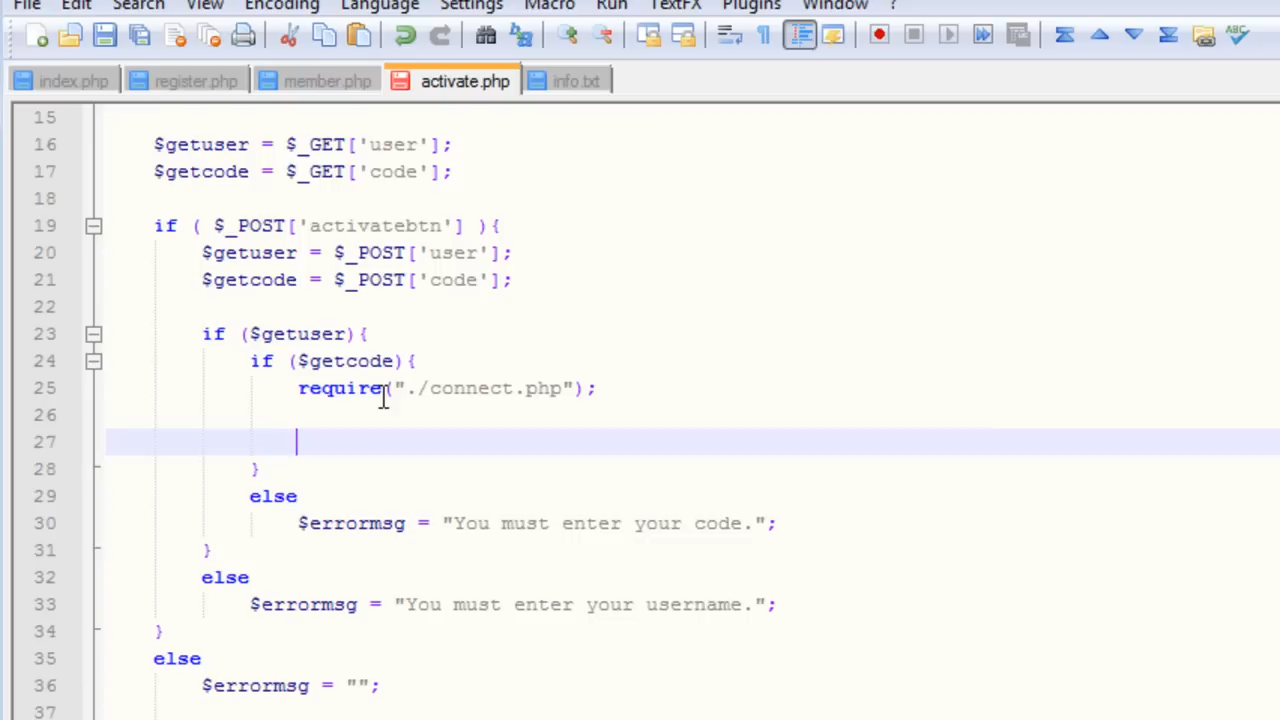 File Edit Search View Encoding Language Settings Macro Run TextFX Plugins Window ?
ABC
index.php register.php member.php activate.php info.txt
15
16 $getuser = $_GET['user'];
17 $getcode = $_GET['code'];
18
19 if ( $_POST['activatebtn'] ){
20 $getuser = $_POST['user'];
21 $getcode = $_POST['code'];
22
23 if ($getuser){
24 if ($getcode){
25 require("./connect.php");
26
27
28 }
29 else
30 $errormsg = "You must enter your code.";
31 }
32 else
33 $errormsg = "You must enter your username.";
34 }
35 else
36 $errormsg = "";
37